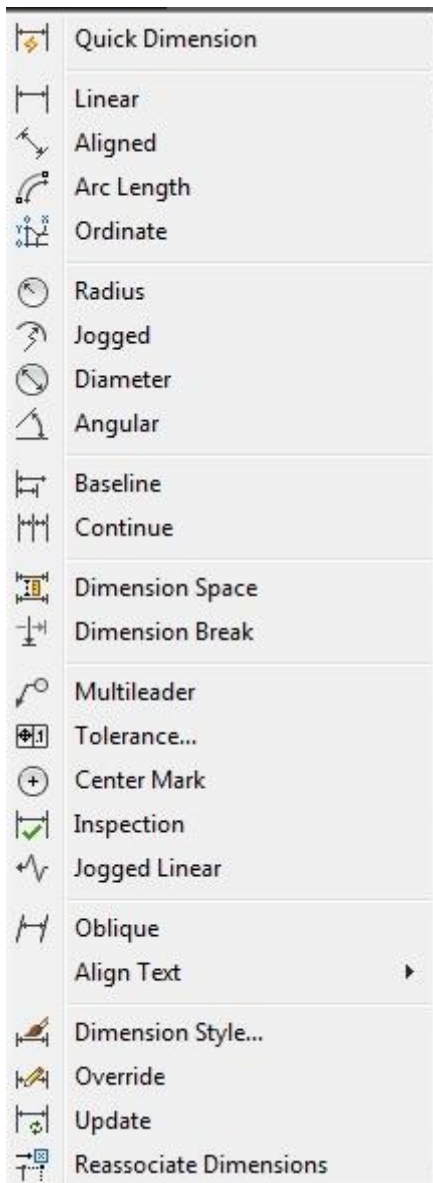 Quick Dimension
Linear
Aligned
Arc Length
Ordinate
Radius
Jogged
Diameter
Angular
Baseline
Continue
Dimension Space
Dimension Break
Multileader
Tolerance...
Center Mark
Inspection
Jogged Linear
Oblique
Align Text
Dimension Style...
Override
Update
Reassociate Dimensions